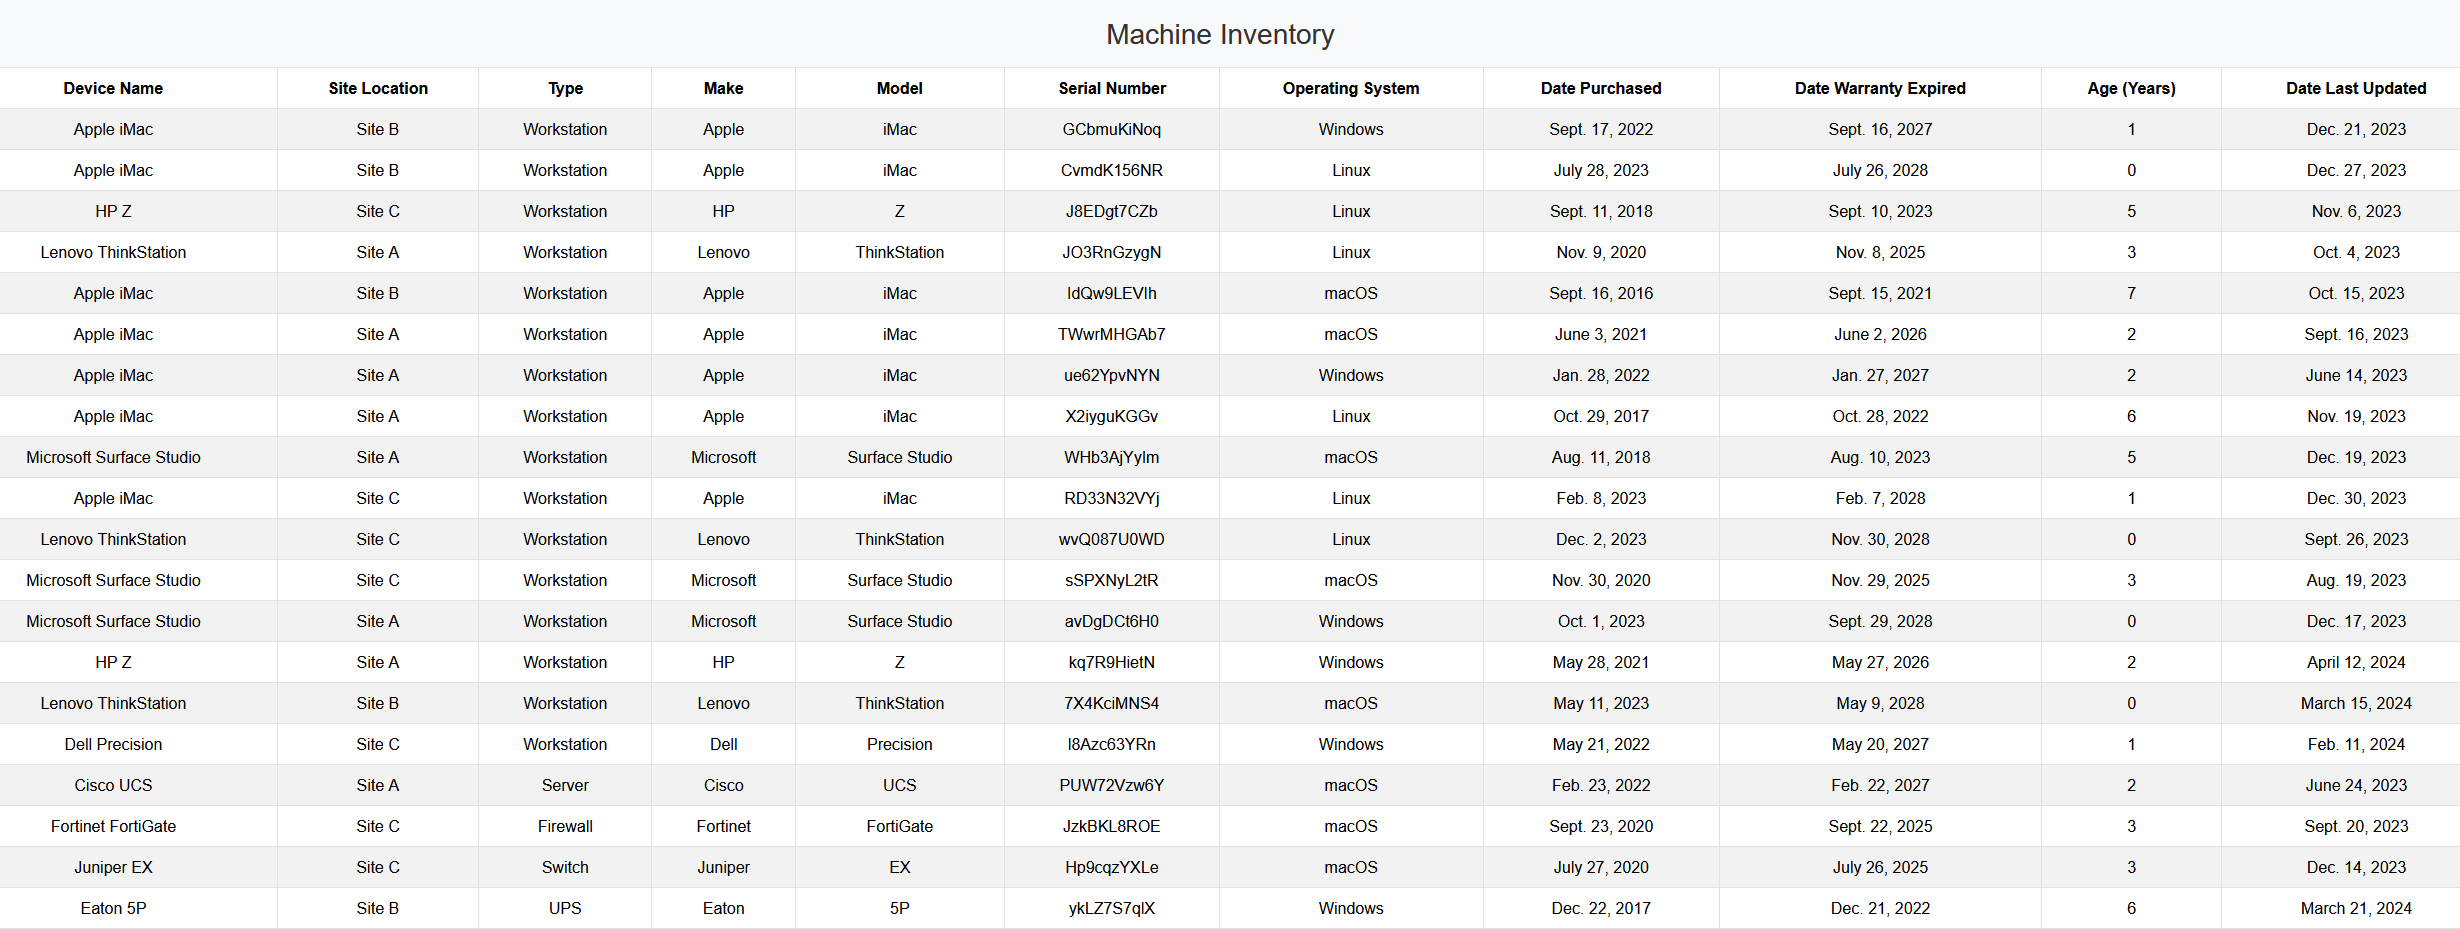 Machine Inventory
Device Name Site Location Type Make Model Serial Number Operating System Date Purchased Date Warranty Expired Age (Years) Date Last Updated
Apple iMac Site B Workstation Apple iMac GCbmuKiNoq Windows Sept. 17, 2022 Sept. 16, 2027 1 Dec. 21, 2023
Apple iMac Site B Workstation Apple iMac CvmdK156NR Linux July 28, 2023 July 26, 2028 0 Dec. 27, 2023
HP Z Site C Workstation HP Z J8EDgt7CZb Linux Sept. 11, 2018 Sept. 10, 2023 5 Nov. 6, 2023
Lenovo ThinkStation Site A Workstation Lenovo ThinkStation JO3RnGzygN Linux Nov. 9, 2020 Nov. 8, 2025 3 Oct. 4, 2023
Apple iMac Site B Workstation Apple iMac macOS Sept. 16, 2016 Sept. 15, 2021 7 Oct. 15, 2023
Apple iMac Site A Workstation Apple iMac TWwrMHGAb7 macOS June 3, 2021 June 2, 2026 2 Sept. 16, 2023
Apple iMac Site A Workstation Apple iMac ue62YpvNYN Windows Jan. 28, 2022 Jan. 27, 2027 2 June 14, 2023
Apple iMac Site A Workstation Apple iMac X2iyguKGGv Linux Oct. 29, 2017 Oct. 28, 2022 6 Nov. 19, 2023
Microsoft Surface Studio Site A Workstation Microsoft Surface Studio macOS Aug. 11, 2018 Aug. 10, 2023 5 Dec. 19, 2023
Apple iMac Site C Workstation Apple iMac RD33N32VYj Linux Feb. 8, 2023 Feb. 7, 2028 1 Dec. 30, 2023
Lenovo ThinkStation Site C Workstation Lenovo ThinkStation wvQ087U0WD Linux Dec. 2, 2023 Nov. 30, 2028 0 Sept. 26, 2023
Microsoft Surface Studio Site C Workstation Microsoft Surface Studio sSPXNyL2tR macOS Nov. 30, 2020 Nov. 29, 2025 3 Aug. 19, 2023
Microsoft Surface Studio Site A Workstation Microsoft Surface Studio avDgDCt6H0 Windows Oct. 1, 2023 Sept. 29, 2028 0 Dec. 17, 2023
HP Z Site A Workstation HP Z kq7R9HietN Windows May 28, 2021 May 27, 2026 2 April 12, 2024
Lenovo ThinkStation Site B Workstation Lenovo ThinkStation 7X4KciMNS4 macOS May 11, 2023 May 9, 2028 0 March 15, 2024
Dell Precision Site C Workstation Dell Precision Windows May 21, 2022 May 20, 2027 1 Feb. 11, 2024
Cisco UCS Site A Server Cisco UCS PUW72Vzw6Y macOS Feb. 23, 2022 Feb. 22, 2027 2 June 24, 2023
Fortinet FortiGate Site C Firewall Fortinet FortiGate JzkBKL8ROE macOS Sept. 23, 2020 Sept. 22, 2025 3 Sept. 20, 2023
Juniper EX Site C Switch Juniper EX Hp9cqzYXLe macOS July 27, 2020 July 26, 2025 3 Dec. 14, 2023
Eaton 5P Site B UPS Eaton 5P Windows Dec. 22, 2017 Dec. 21, 2022 6 March 21, 2024